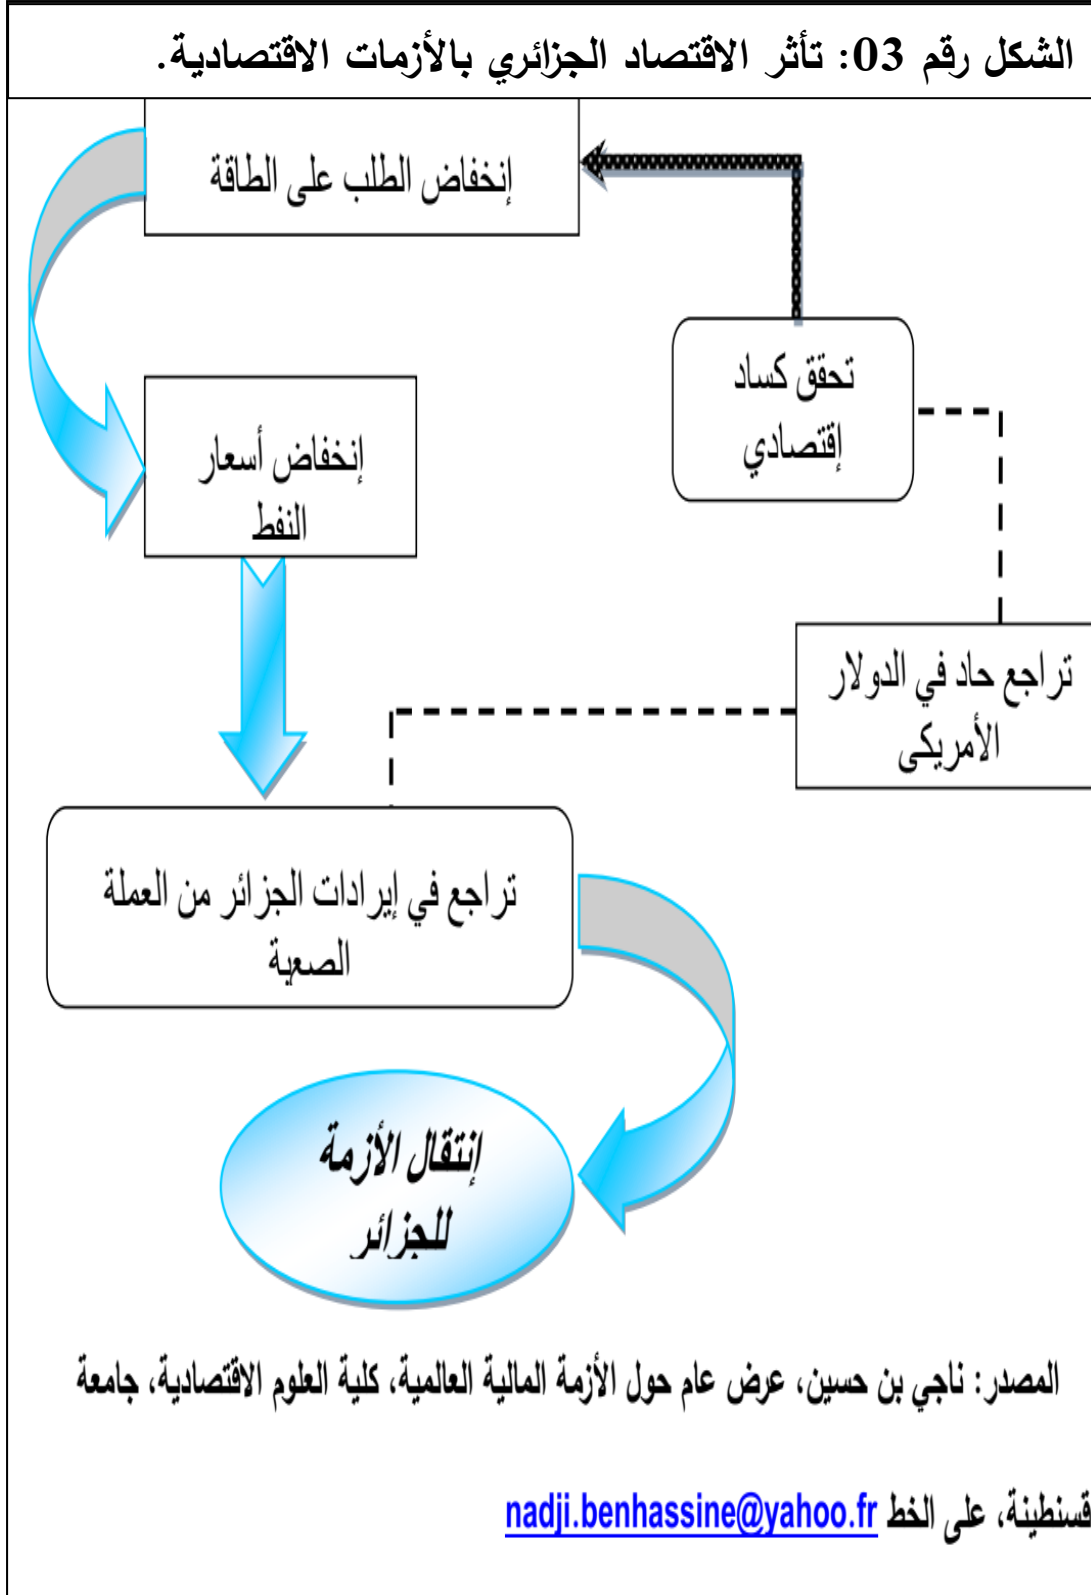 الشكل رقم 03: تأثر الاقتصاد الجزائري بالأزمات الاقتصادية.
إنخفاض الطلب على الطاقة
تحقق كساد
إقتصادي
إنخفاض أسعار
النفط
تراجع حاد في الدولار
الأمريكى
تراجع في إيرادات الجزائر من العملة
الصعبة
إنتقال الأزمة
للجزائر
المصدر: ناجي بن حسين، عرض عام حول الأزمة المالية العالمية، كلية العلوم الاقتصادية، جامعة
قسنطينة، على الخط nadji.benhassine@yahoo.fr